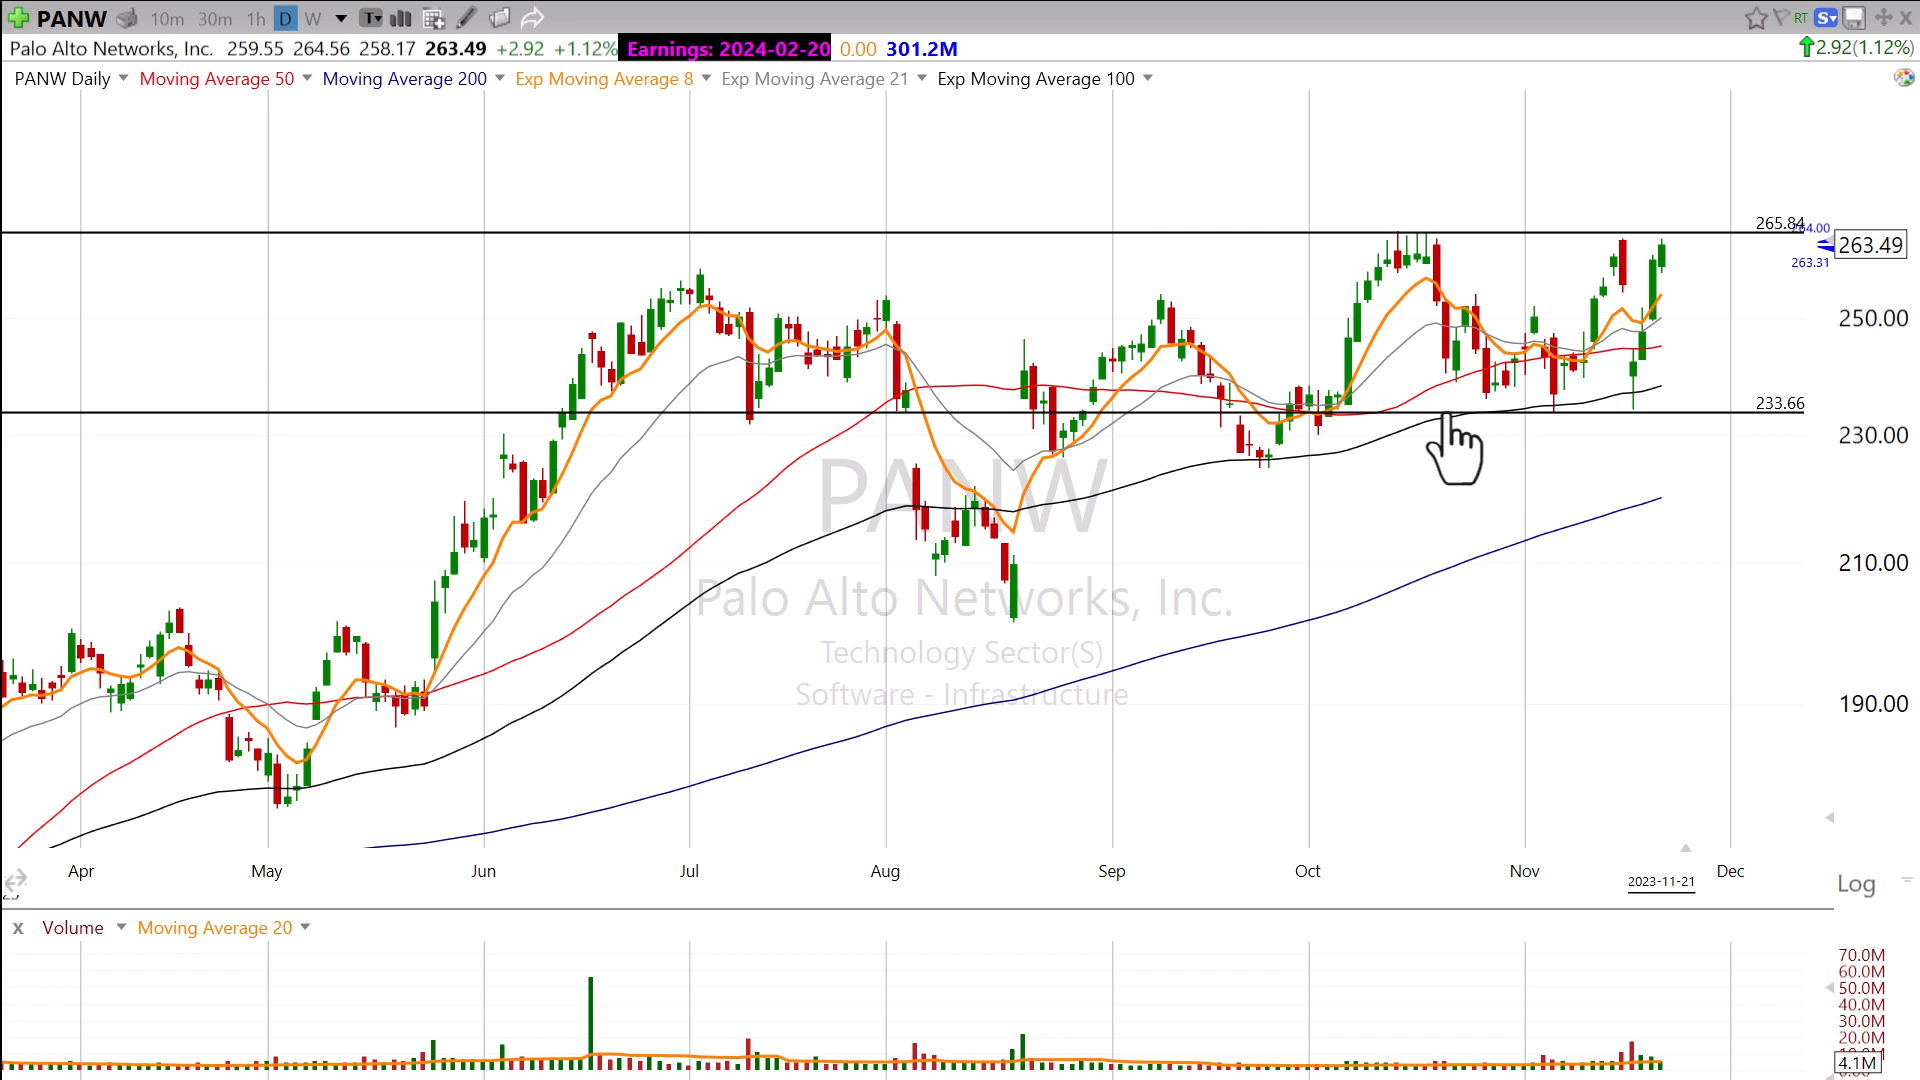 PANW 10m 30m 1h D W T RT S
Palo Alto Networks, Inc. 259.55 264.56 258.17 263.49 +2.92 +1.12% Earnings: 2024-02-20 0.00 301.2M 2.92(1.12%)
PANW Daily Moving Average 50 Moving Average 200 Exp Moving Average 8 Exp Moving Average 21 Exp Moving Average 100
265.84
264.00
263.49
263.31
250.00
233.66
230.00
PANW
210.00
Palo Alto Networks, Inc.
Technology Sector(S)
Software - Infrastructure
190.00
Apr May Jun Jul Aug Sep Oct Nov Dec
2023-11-21
Log
x Volume Moving Average 20
70.0M
60.0M
50.0M
40.0M
30.0M
20.0M
4.1M